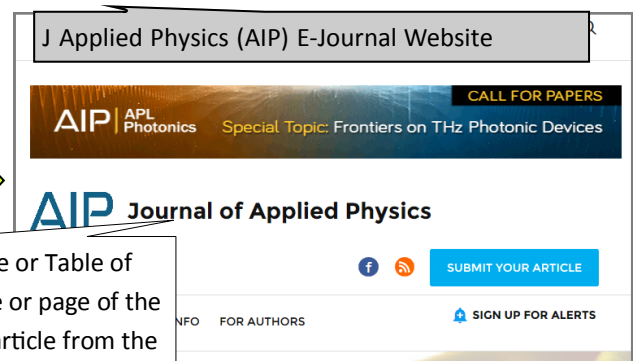 J Applied Physics (AIP) E-Journal Website
CALL FOR PAPERS
AIP APL Photonics Special Topic: Frontiers on THz Photonic Devices
AIP Journal of Applied Physics
e or Table of
e or page of the
article from the
SUBMIT YOUR ARTICLE
NFO FOR AUTHORS
SIGN UP FOR ALERTS